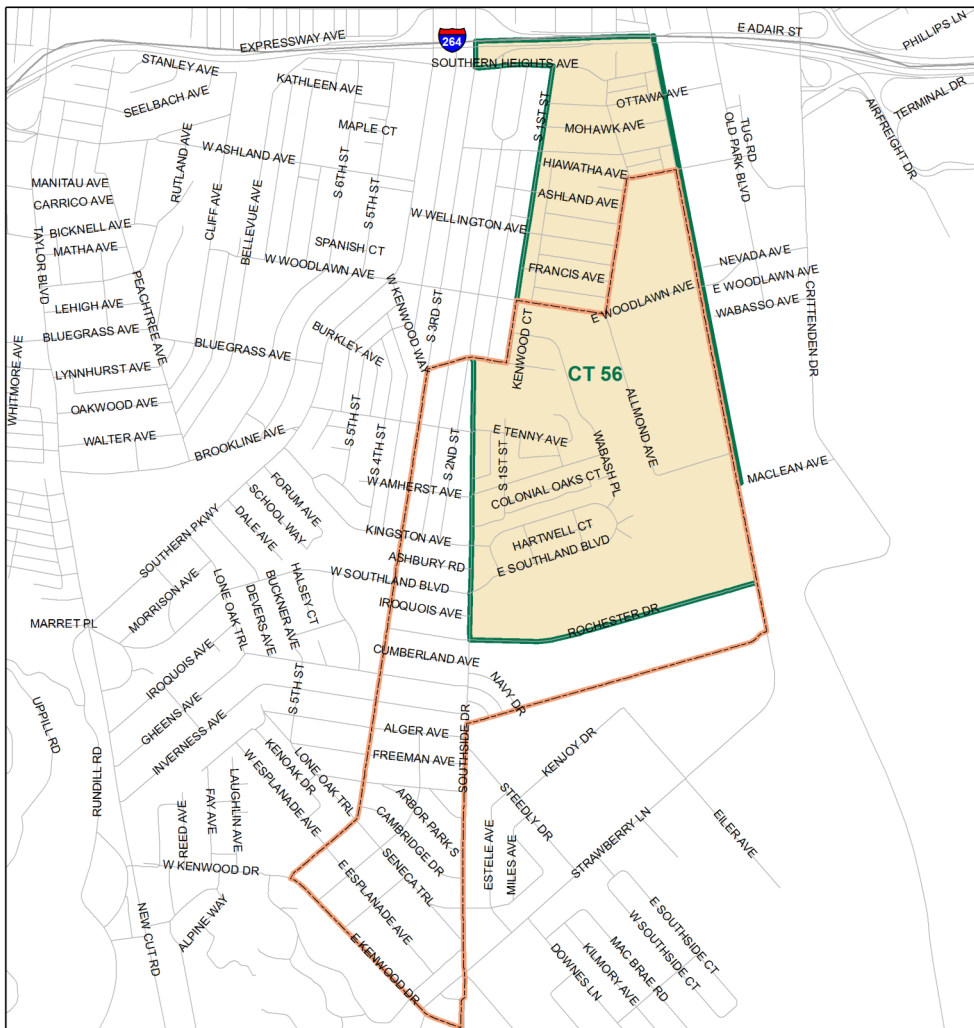 EXPRESSWAY AVE
264
E ADAIR ST
PHILLIPS LN
STANLEY AVE
SOUTHERN HEIGHTS AVE
KATHLEEN AVE
SEELBACH AVE
OTTAWA AVE
TERMINAL DR
AIRFREIGHT DR
S 1ST ST
MAPLE CT
MOHAWK AVE
TUG RD
OLD PARK BLVD
RUTLAND AVE
W ASHLAND AVE
S 6TH ST
S 5TH ST
HIAWATHA AVE
MANITAU AVE
CARRICO AVE
ASHLAND AVE
CLIFF AVE
BELLEVUE AVE
W WELLINGTON AVE
BICKNELL AVE
MATHA AVE
TAYLOR BLVD
SPANISH CT
NEVADA AVE
W WOODLAWN AVE
FRANCIS AVE
E WOODLAWN AVE
E WOODLAWN AVE
WABASSO AVE
CRITTENDEN DR
PEACHTREE AVE
LEHIGH AVE
W KENWOOD WAY
S 3RD ST
KENWOOD CT
BLUEGRASS AVE
BLUEGRASS AVE
BURKLEY AVE
WHITMORE AVE
LYNNHURST AVE
CT 56
OAKWOOD AVE
ALLMOND AVE
S 5TH ST
S 4TH ST
S 2ND ST
WALTER AVE
BROOKLINE AVE
E TENNY AVE
WABASH PL
S 1ST ST
MACLEAN AVE
W AMHERST AVE
COLONIAL OAKS CT
FORUM AVE
SCHOOL WAY
DALE AVE
SOUTHERN PKWY
KINGSTON AVE
HARTWELL CT
ASHBURY RD
E SOUTHLAND BLVD
W SOUTHLAND BLVD
MORRISON AVE
LONE OAK TRL
DEVERS AVE
BUCKNER AVE
HALSEY CT
IROQUOIS AVE
ROCHESTER DR
MARRET PL
CUMBERLAND AVE
IROQUOIS AVE
S 5TH ST
NAVY DR
UPPILL RD
GHEENS AVE
INVERNESS AVE
ALGER AVE
SOUTHSIDE DR
FREEMAN AVE
KENJOY DR
RUNDILL RD
W ESPLANADE AVE
KENOAK DR
LONE OAK TRL
ARBOR PARK S
CAMBRIDGE DR
STEEDLY DR
EILER AVE
REED AVE
FAY AVE
LAUGHLIN AVE
ESTELE AVE
MILES AVE
STRAWBERRY LN
W KENWOOD DR
SENECA TRL
E ESPLANADE AVE
NEW CUT RD
ALPINE WAY
E KENWOOD DR
E SOUTHSIDE CT
W SOUTHSIDE CT
MAC BRAE RD
KILMORY AVE
DOWNES LN